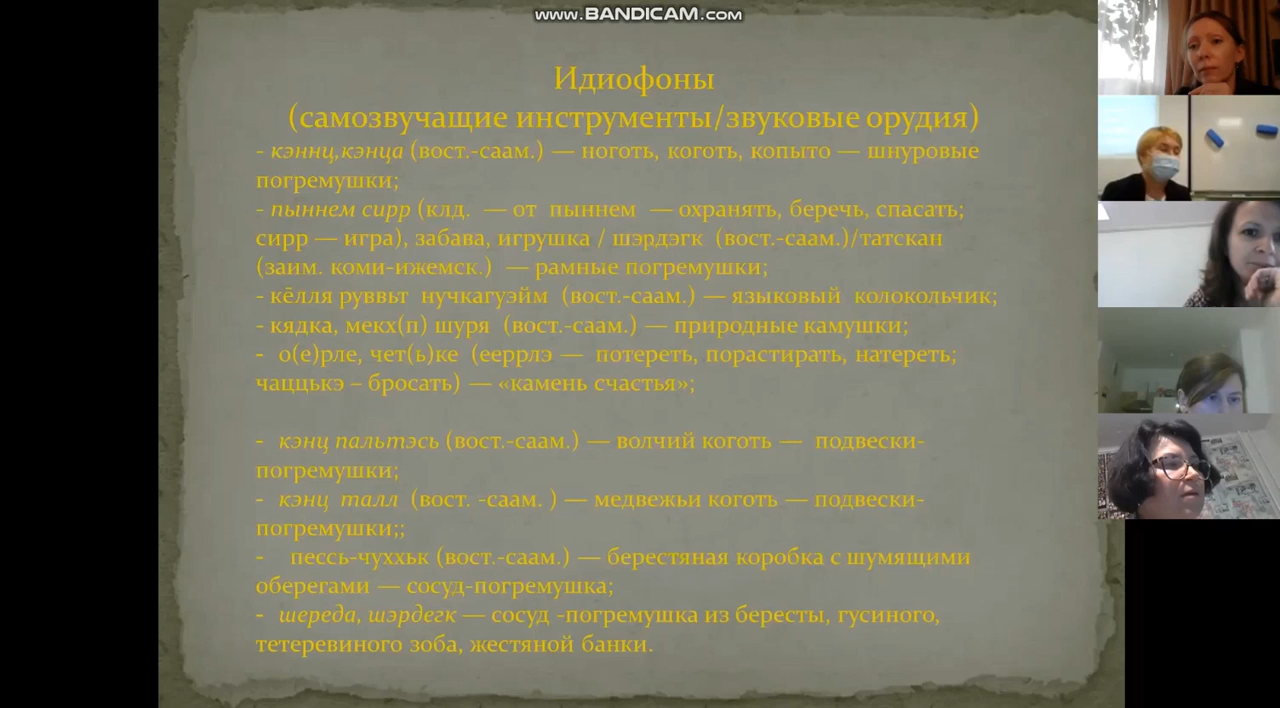 www.BANDICAM.com
Идиофоны
(самозвучащие инструменты/звуковые орудия)
- кэннц,кэнца (вост.-саам.) — ноготь, коготь, копыто — шнуровые
погремушки;
- пыннем сирр (клд. — от пыннем — охранять, беречь, спасать;
сирр — игра), забава, игрушка / шэрдэгк (вост.-саам.)/татскан
(заим. коми-ижемск.) — рамные погремушки;
- кēлля руввьт нучкагуэйм (вост.-саам.) — языковый колокольчик;
- кядка, мекх(п) шуря (вост.-саам.) — природные камушки;
- о(е)рле, чет(ь)ке (ееррлэ — потереть, порастирать, натереть;
чаццькэ – бросать) — «камень счастья»;
- кэнц пальтэсь (вост.-саам.) — волчий коготь — подвески-
погремушки;
- кэнц талл (вост. -саам. ) — медвежьи коготь — подвески-
погремушки;;
- пессь-чуххьк (вост.-саам.) — берестяная коробка с шумящими
оберегами — сосуд-погремушка;
- шереда, шэрдегк — сосуд -погремушка из бересты, гусиного,
тетеревиного зоба, жестяной банки.